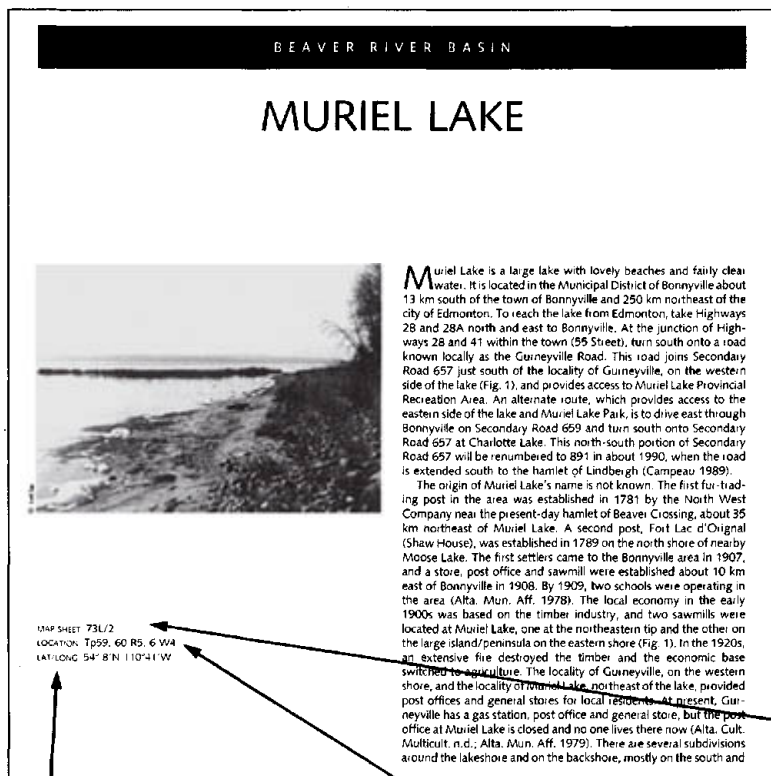 BEAVER RIVER BASIN
MURIEL LAKE
Muriel Lake is a large lake with lovely beaches and fairly clear
water. It is located in the Municipal District of Bonnyville about
13 km south of the town of Bonnyville and 250 km northeast of the
city of Edmonton. To reach the lake from Edmonton, take Highways
28 and 28A north and east to Bonnyville. At the junction of High-
ways 28 and 41 within the town (55 Street), turn south onto a road
known locally as the Gurneyville Road. This road joins Secondary
Road 657 just south of the locality of Gurneyville, on the western
side of the lake (Fig. 1), and provides access to Muriel Lake Provincial
Recreation Area. An alternate route, which provides access to the
eastern side of the lake and Muriel Lake Park, is to drive east through
Bonnyville on Secondary Road 659 and turn south onto Secondary
Road 657 at Charlotte Lake. This north-south portion of Secondary
Road 657 will be renumbered to 891 in about 1990, when the road
is extended south to the hamlet of Lindbergh (Campeau 1989).
The origin of Muriel Lake's name is not known. The first fur-trad-
ing post in the area was established in 1781 by the North West
Company near the present-day hamlet of Beaver Crossing, about 35
km northeast of Muriel Lake. A second post, Fort Lac d'Orignal
(Shaw House), was established in 1789 on the north shore of nearby
Moose Lake. The first settlers came to the Bonnyville area in 1907,
and a store, post office and sawmill were established about 10 km
east of Bonnyville in 1908. By 1909, two schools were operating in
the area (Alta. Mun. Aff. 1978). The local economy in the early
1900s was based on the timber industry, and two sawmills were
located at Muriel Lake, one at the northeastern tip and the other on
the large island/peninsula on the eastern shore (Fig. 1). In the 1920s,
an extensive fire destroyed the timber and the economic base
switched to agriculture. The locality of Gurneyville, on the western
shore, and the locality of Muriel Lake, northeast of the lake, provided
post offices and general stores for local residents. At present, Gur-
neyville has a gas station, post office and general store, but the post
office at Muriel Lake is closed and no one lives there now (Alta. Cult.
Multicult. n.d.; Alta. Mun. Aff. 1979). There are several subdivisions
around the lakeshore and on the backshore, mostly on the south and
MAP SHEET 73L/2
LOCATION Tp59, 60 R5, 6 W4
LAT/LONG 54°8'N 110°41'W